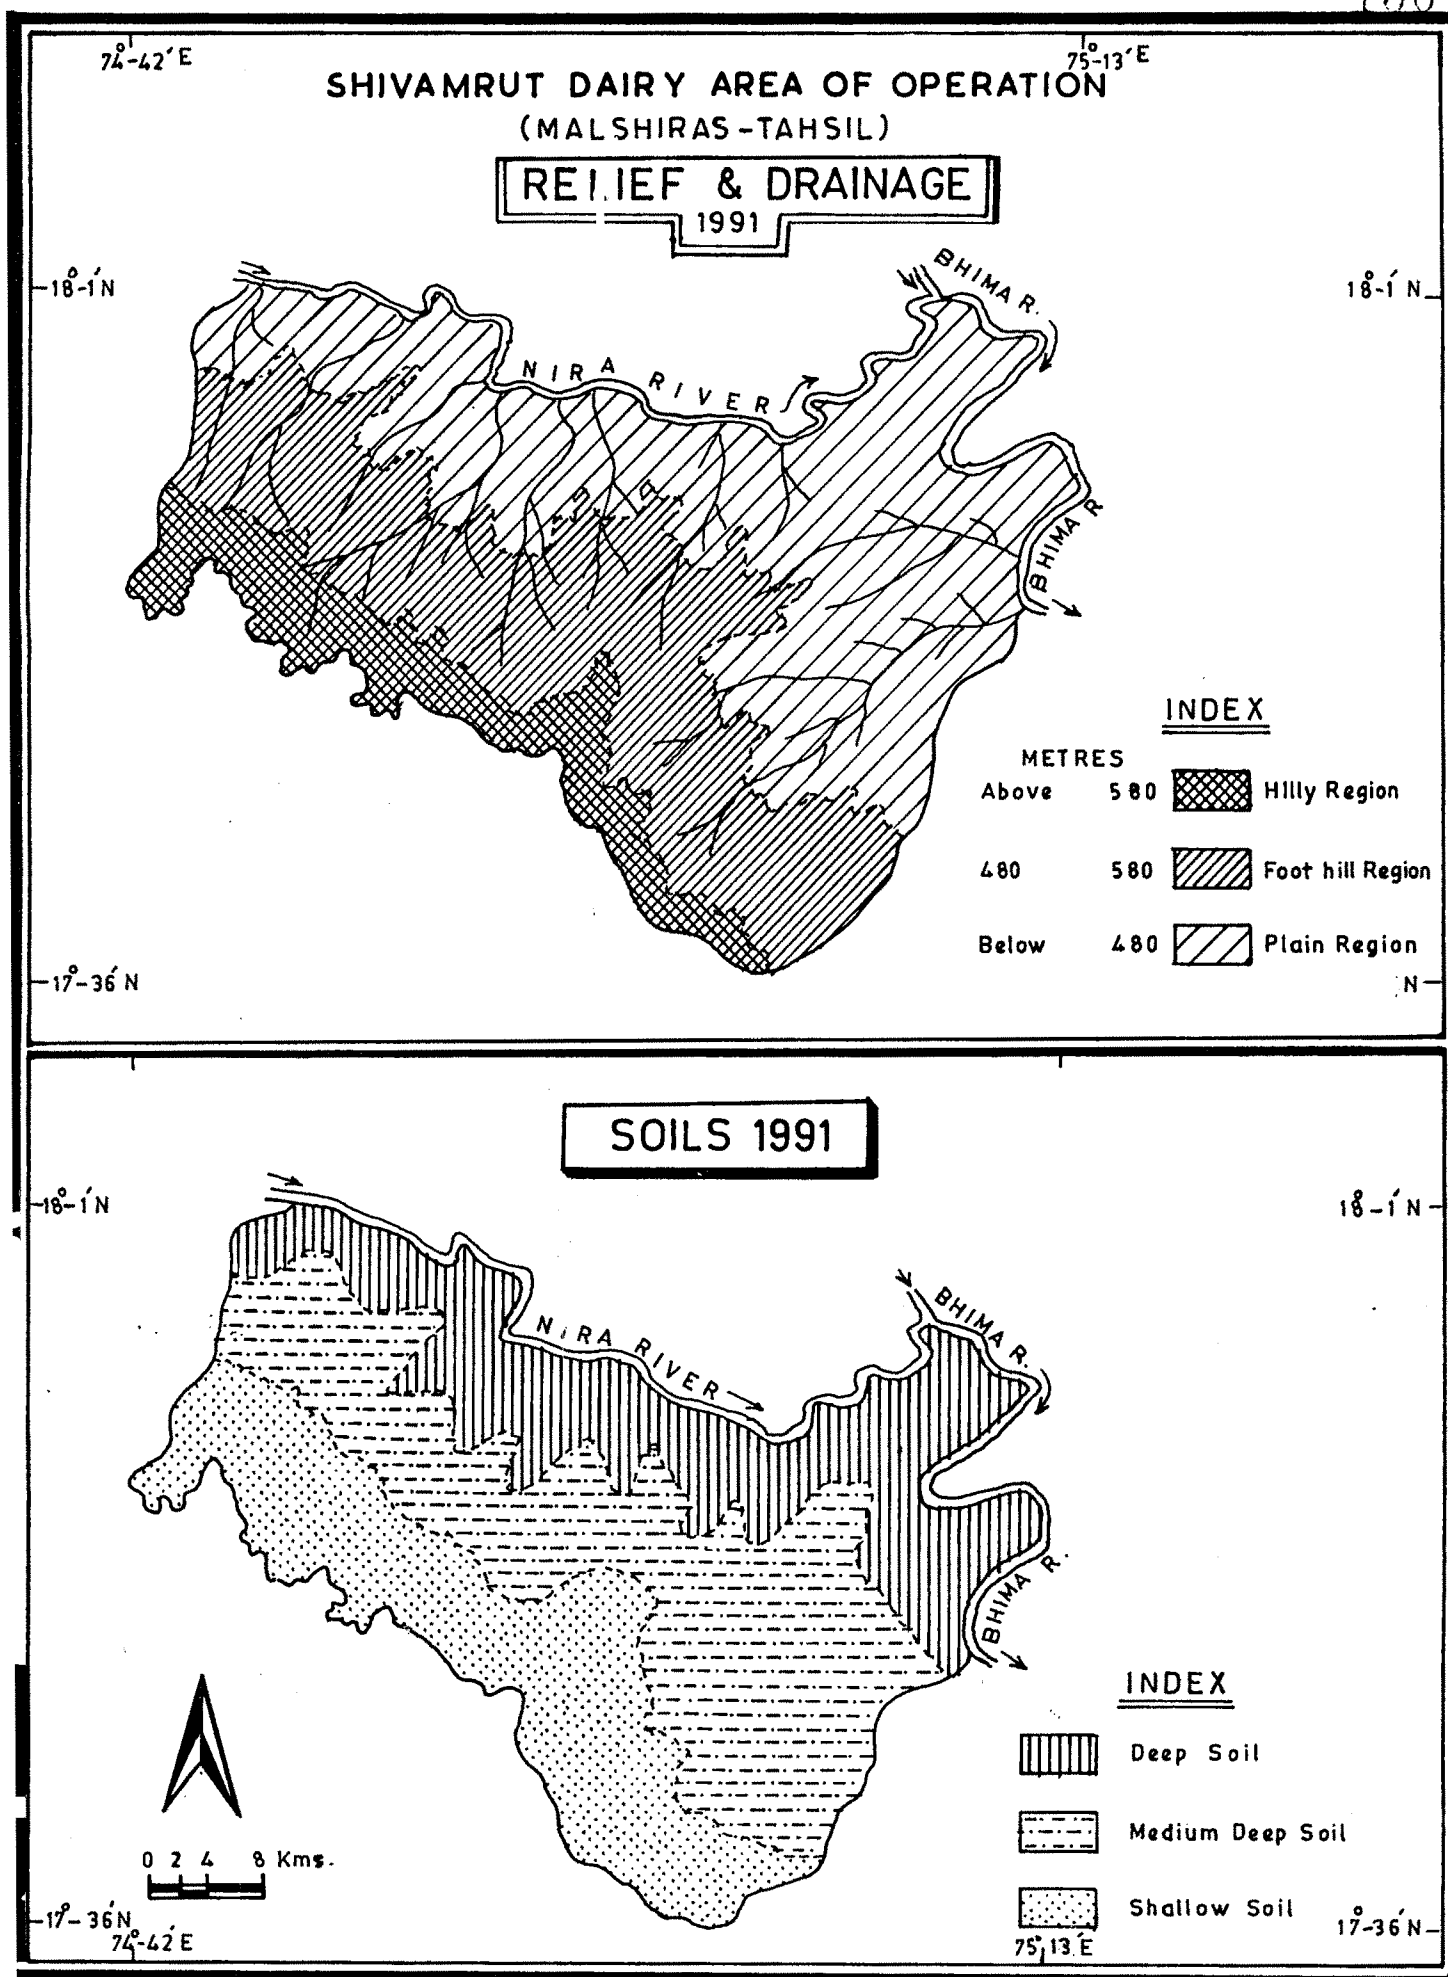 74°-42´E
75°-13´E
SHIVAMRUT DAIRY AREA OF OPERATION
(MALSHIRAS-TAHSIL)
RELIEF & DRAINAGE
1991
BHIMA R.
18°-1´N
18°-1´N
NIRA RIVER
BHIMA R
INDEX
METRES
Above 580 Hilly Region
480 580 Foot hill Region
Below 480 Plain Region
17°-36´N
N
SOILS 1991
18°-1´N
18°-1´N
BHIMA R.
NIRA RIVER
BHIMA R.
INDEX
Deep Soil
Medium Deep Soil
Shallow Soil
0 2 4 8 Kms.
17°-36´N
17°-36´N
74°-42´E
75°,13´E